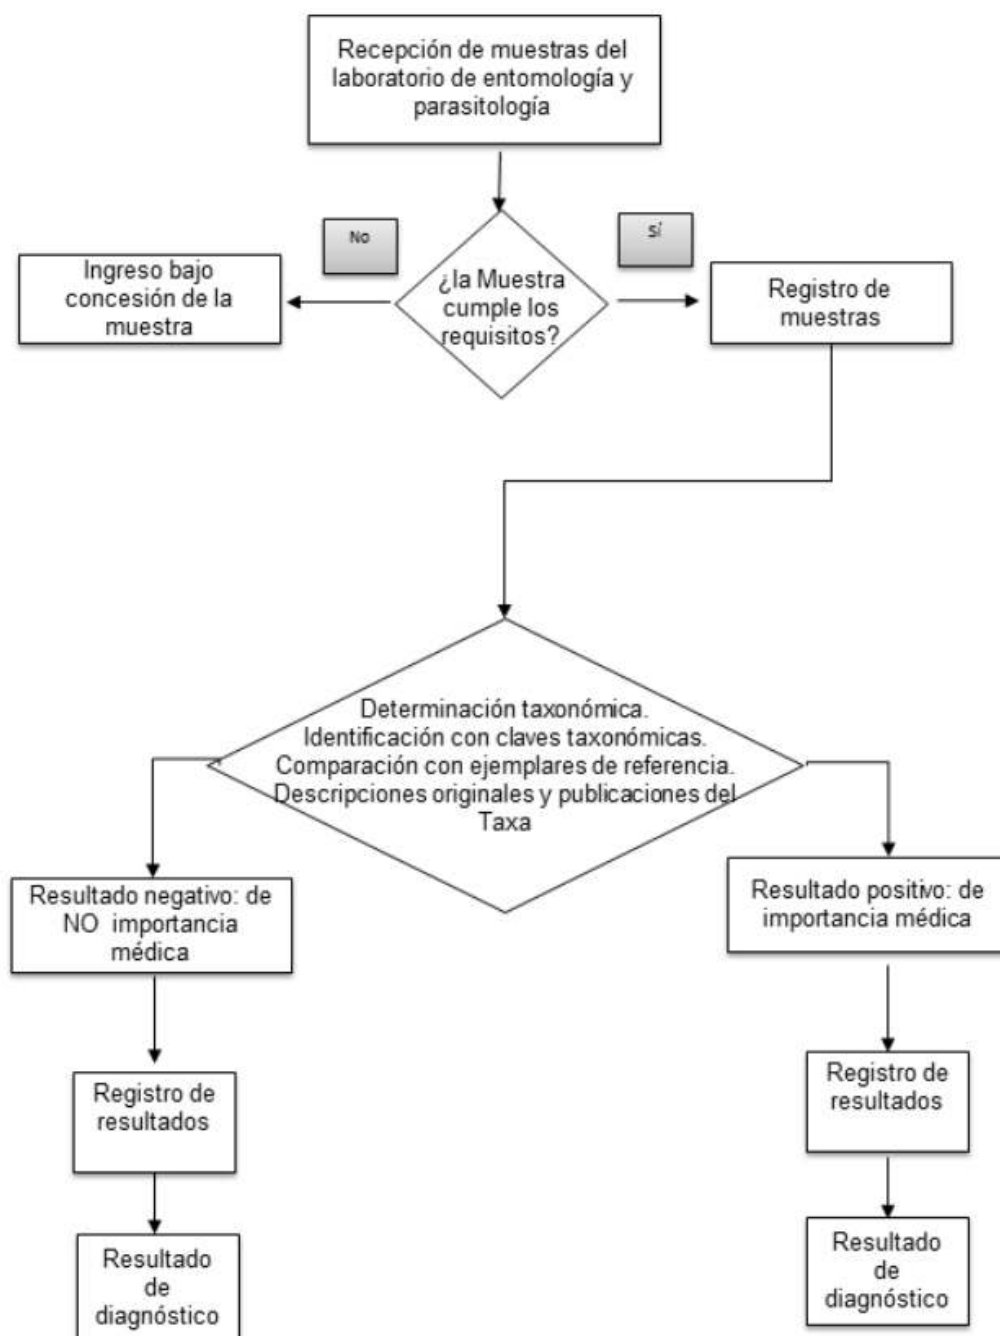 Recepción de muestras del
laboratorio de entomología y
parasitología
No
Sí
Ingreso bajo
concesión de la
muestra
¿la Muestra
cumple los
requisitos?
Registro de
muestras
Determinación taxonómica.
Identificación con claves taxonómicas.
Comparación con ejemplares de referencia.
Descripciones originales y publicaciones del
Taxa
Resultado negativo: de
NO importancia
médica
Resultado positivo: de
importancia médica
Registro de
resultados
Registro de
resultados
Resultado
de
diagnóstico
Resultado
de
diagnóstico